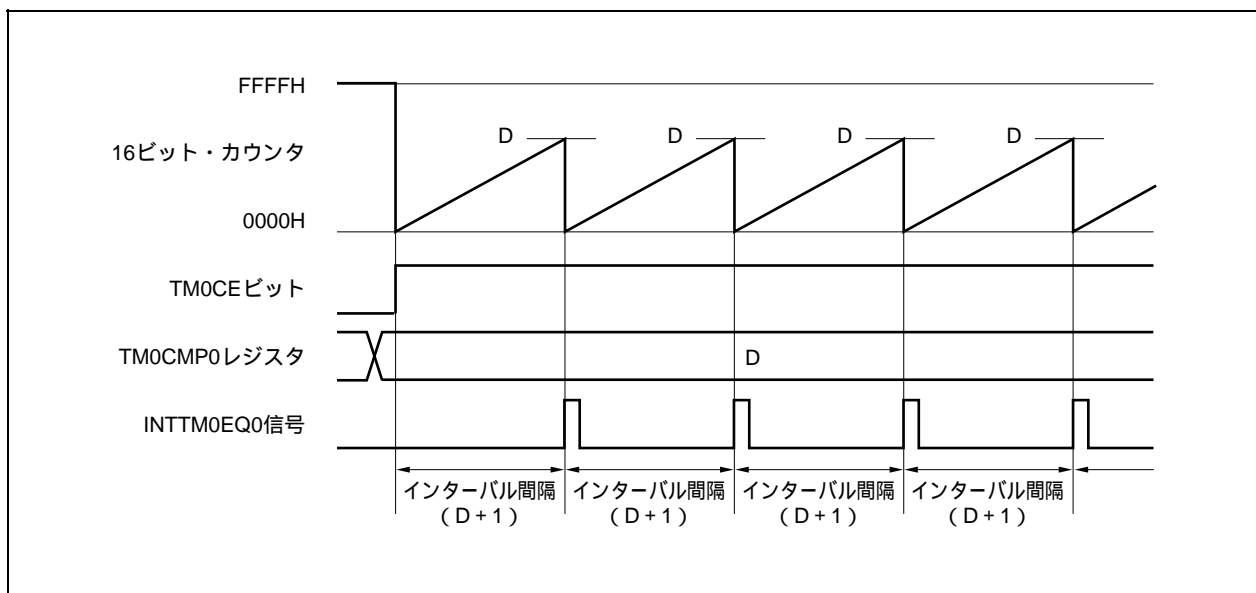 FFFFH
D D D D
16ビット・カウンタ
0000H
TM0CEビット
TM0CMP0レジスタ
D
INTTM0EQ0信号
インターバル間隔 インターバル間隔 インターバル間隔 インターバル間隔
（D+1） （D+1） （D+1） （D+1）